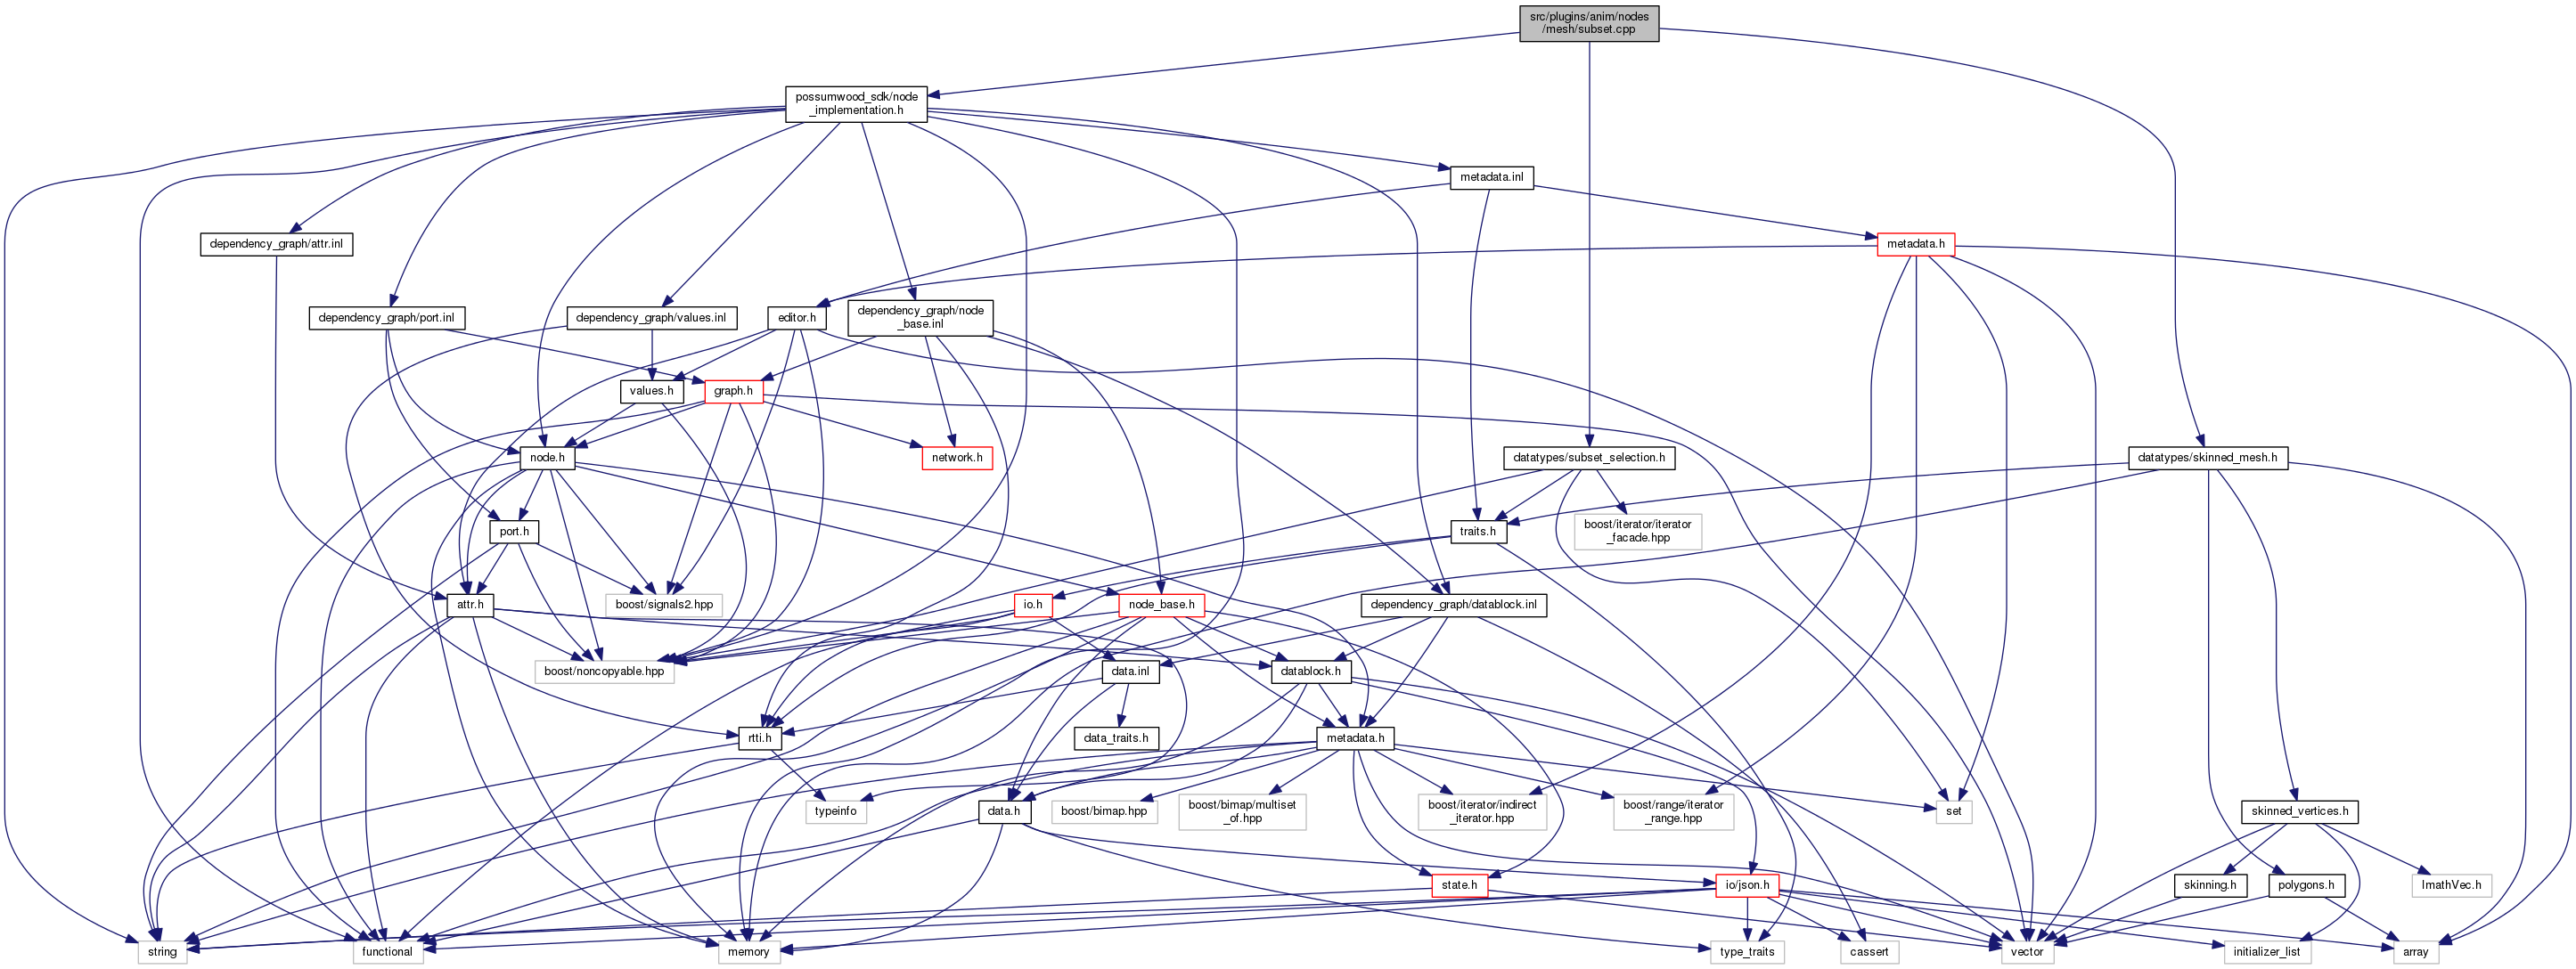 src/plugins/anim/nodes
/mesh/subset.cpp
possumwood_sdk/node
_implementation.h
metadata.inl
dependency_graph/attr.inl
metadata.h
dependency_graph/port.inl
dependency_graph/values.inl
editor.h
dependency_graph/node
_base.inl
values.h
graph.h
node.h
network.h
datatypes/subset_selection.h
datatypes/skinned_mesh.h
port.h
traits.h
boost/iterator/iterator
_facade.hpp
attr.h
boost/signals2.hpp
io.h
node_base.h
dependency_graph/datablock.inl
boost/noncopyable.hpp
data.inl
datablock.h
rtti.h
data_traits.h
metadata.h
typeinfo
data.h
boost/bimap.hpp
boost/bimap/multiset
_of.hpp
boost/iterator/indirect
_iterator.hpp
boost/range/iterator
_range.hpp
set
skinned_vertices.h
state.h
io/json.h
skinning.h
polygons.h
ImathVec.h
string
functional
memory
type_traits
cassert
vector
initializer_list
array